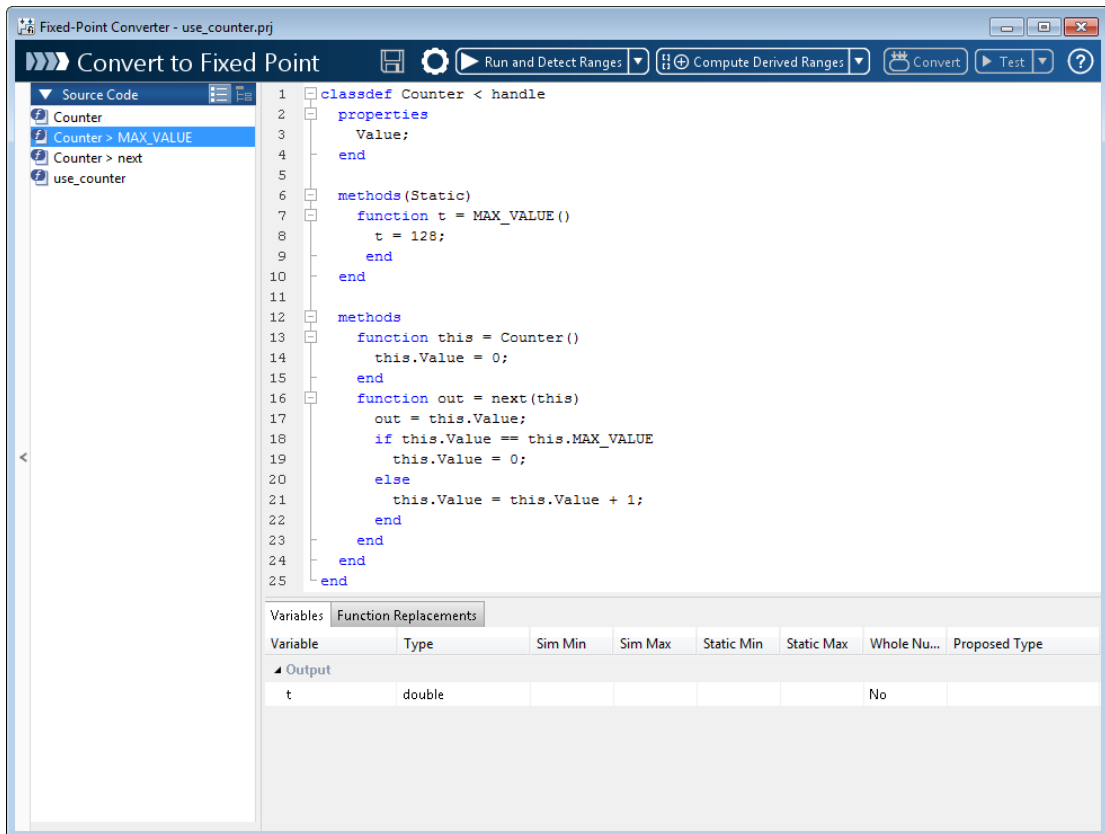 Fixed-Point Converter - use_counter.prj
Convert to Fixed Point
Run and Detect Ranges
Compute Derived Ranges
Convert
Test
?
Source Code
Counter
Counter > MAX_VALUE
Counter > next
use_counter
1 classdef Counter < handle
2   properties
3     Value;
4   end
5
6   methods(Static)
7     function t = MAX_VALUE()
8       t = 128;
9      end
10   end
11
12   methods
13     function this = Counter()
14       this.Value = 0;
15     end
16     function out = next(this)
17       out = this.Value;
18       if this.Value == this.MAX_VALUE
19         this.Value = 0;
20       else
21         this.Value = this.Value + 1;
22       end
23     end
24   end
25 end
<
Variables Function Replacements
Variable Type Sim Min Sim Max Static Min Static Max Whole Nu... Proposed Type
Output
t double No